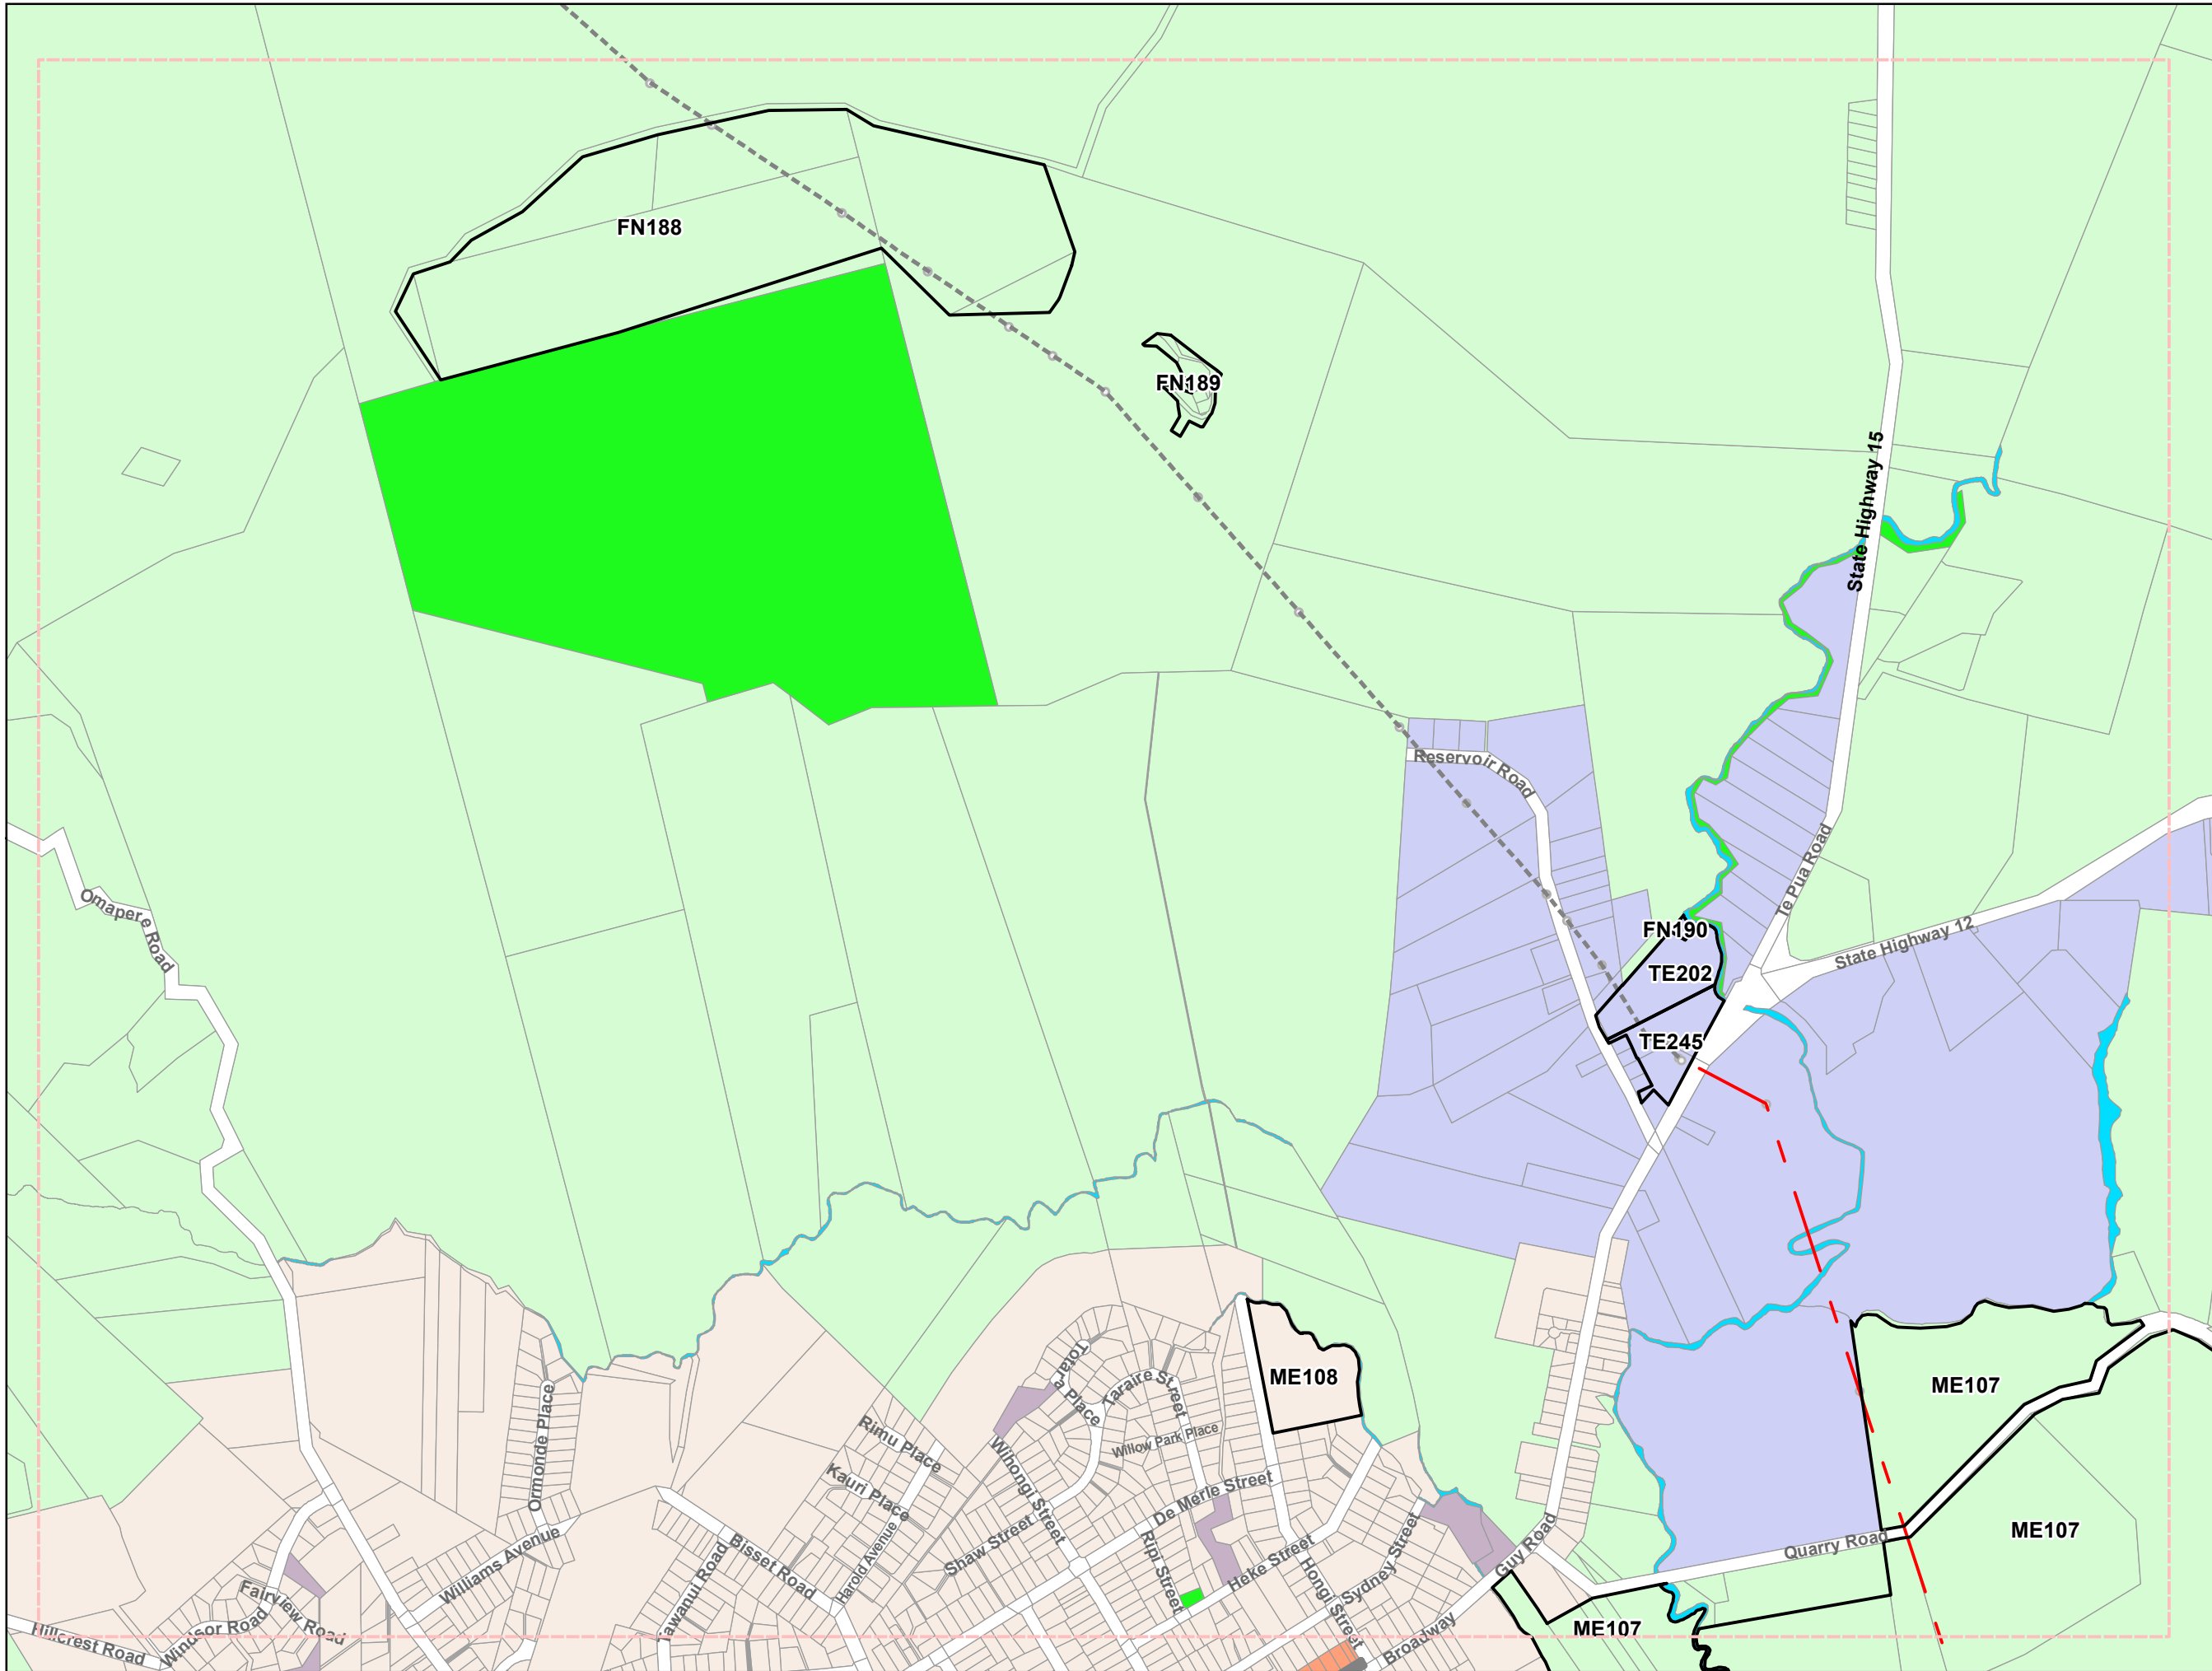 FN188
FN189
State Highway 15
Reservoir Road
Te Pua Road
Omapere Road
FN190
State Highway 12
TE202
TE245
ME108
ME107
Totara Place
Taraire Street
Willow Park Place
Rimu Place
Kauri Place
Wihongi Street
De Merle Street
Ormonde Place
Harold Avenue
Shaw Street
Ripi Street
Heke Street
Hongi Street
Sydney Street
Guy Road
Quarry Road
ME107
Williams Avenue
Bisset Road
Tawanui Road
Fairview Road
Windsor Road
Hillcrest Road
Broadway
ME107